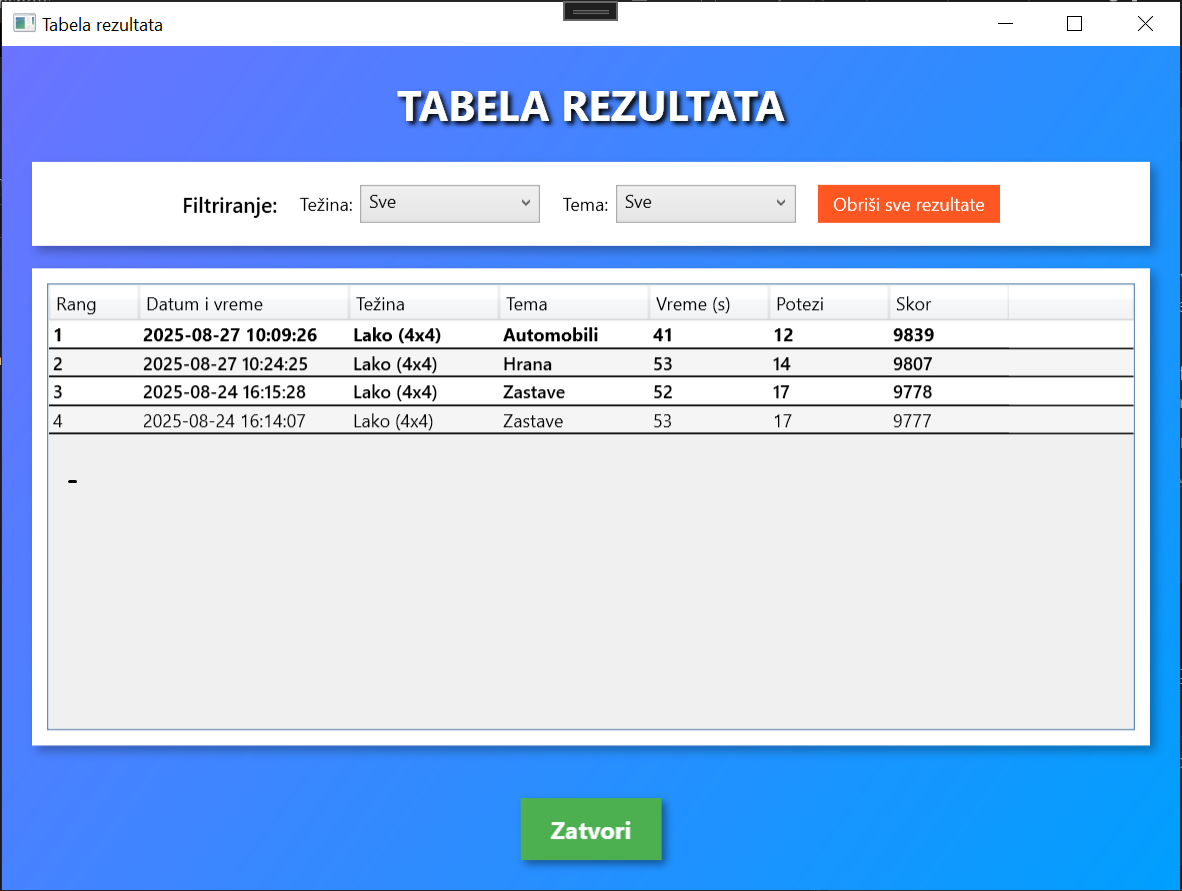 Tabela rezultata
TABELA REZULTATA
Filtriranje: Težina: Sve Tema: Sve Obriši sve rezultate
Rang Datum i vreme Težina Tema Vreme (s) Potezi Skor
1 2025-08-27 10:09:26 Lako (4x4) Automobili 41 12 9839
2 2025-08-27 10:24:25 Lako (4x4) Hrana 53 14 9807
3 2025-08-24 16:15:28 Lako (4x4) Zastave 52 17 9778
4 2025-08-24 16:14:07 Lako (4x4) Zastave 53 17 9777
-
Zatvori